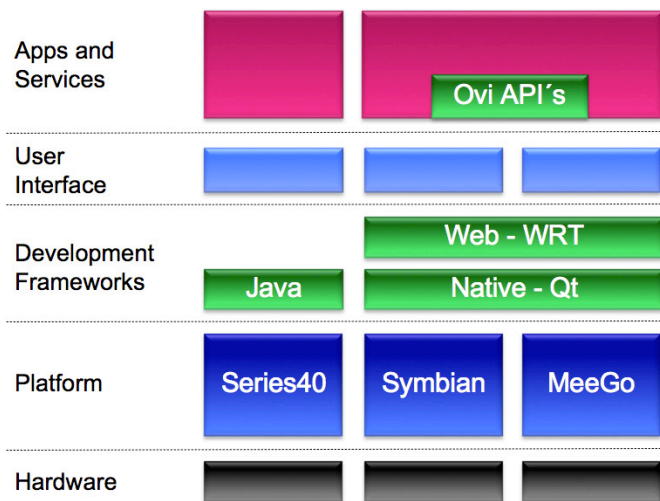 Apps and
Services
Ovi API´s
User
Interface
Development
Frameworks
Web - WRT
Java
Native - Qt
Platform
Series40
Symbian
MeeGo
Hardware